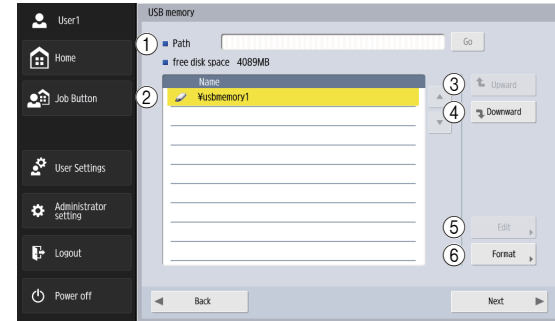 USB memory
User1
Home
Job Button
User Settings
Administrator
setting
Logout
Power off
① Path
Go
free disk space 4089MB
Name
② ¥usbmemory1
③ Upward
④ Downward
⑤ Edit
⑥ Format
Back
Next